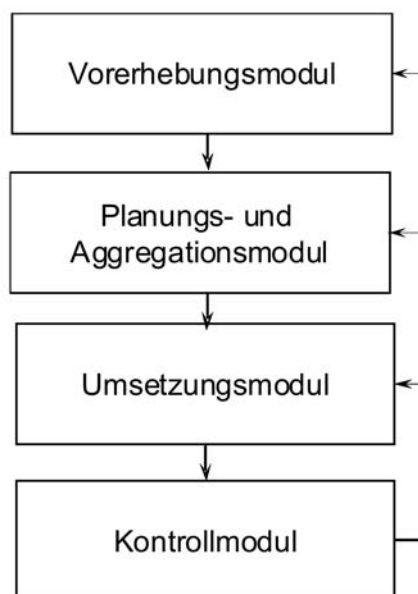 Vorerhebungsmodul
Planungs- und
Aggregationsmodul
Umsetzungsmodul
Kontrollmodul